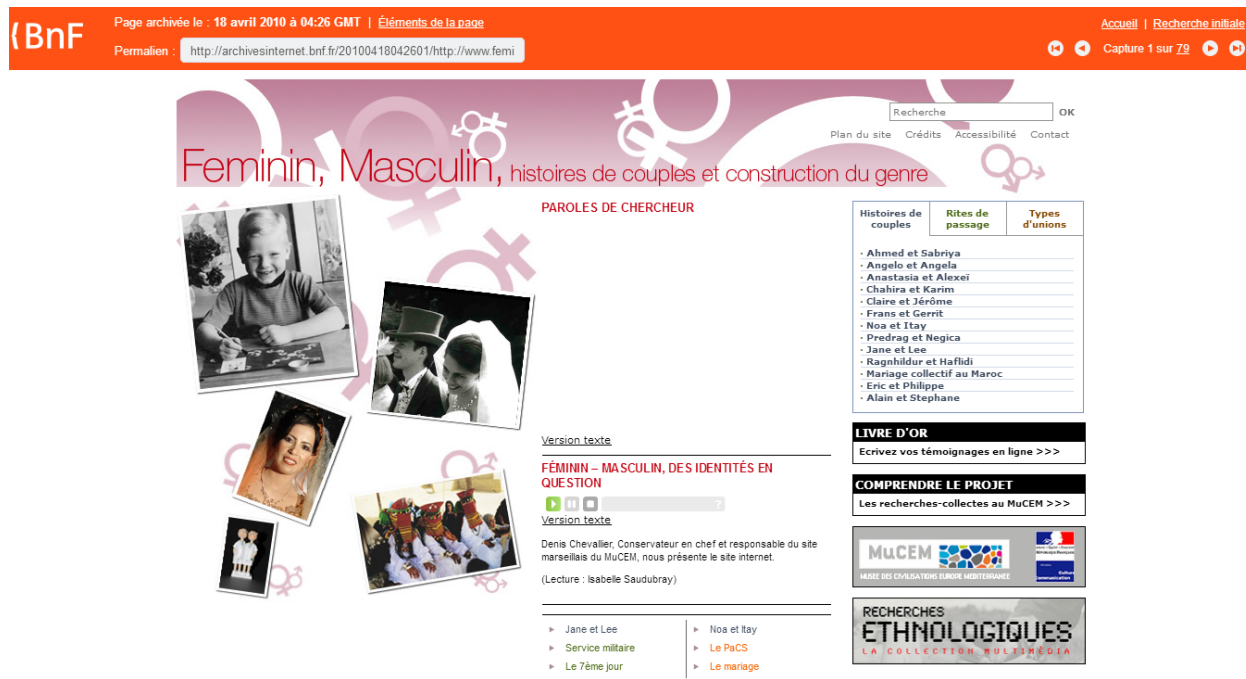 BnF
Page archivée le : 18 avril 2010 à 04:26 GMT | Éléments de la page
Accueil | Recherche initiale
Permalien : http://archivesinternet.bnf.fr/20100418042601/http://www.femi
Capture 1 sur 79
Recherche OK
Plan du site Crédits Accessibilité Contact
Feminin, Masculin, histoires de couples et construction du genre
PAROLES DE CHERCHEUR
Version texte
FÉMININ – MASCULIN, DES IDENTITÉS EN
QUESTION
?
Version texte
Denis Chevallier, Conservateur en chef et responsable du site
marseillais du MuCEM, nous présente le site internet.
(Lecture : Isabelle Saudubray)
Jane et Lee
Service militaire
Le 7ème jour
Noa et Itay
Le PaCS
Le mariage
Histoires de
couples
Rites de
passage
Types
d'unions
· Ahmed et Sabriya
· Angelo et Angela
· Anastasia et Alexeï
· Chahira et Karim
· Claire et Jérôme
· Frans et Gerrit
· Noa et Itay
· Predrag et Negica
· Jane et Lee
· Ragnhildur et Haflidi
· Mariage collectif au Maroc
· Eric et Philippe
· Alain et Stephane
LIVRE D'OR
Ecrivez vos témoignages en ligne >>>
COMPRENDRE LE PROJET
Les recherches-collectes au MuCEM >>>
MuCEM
MUSEE DES CIVILISATIONS EUROPE MEDITERRANEE
Culture
Communication
RECHERCHES
ETHNOLOGIQUES
LA COLLECTION MULTIMÉDIA